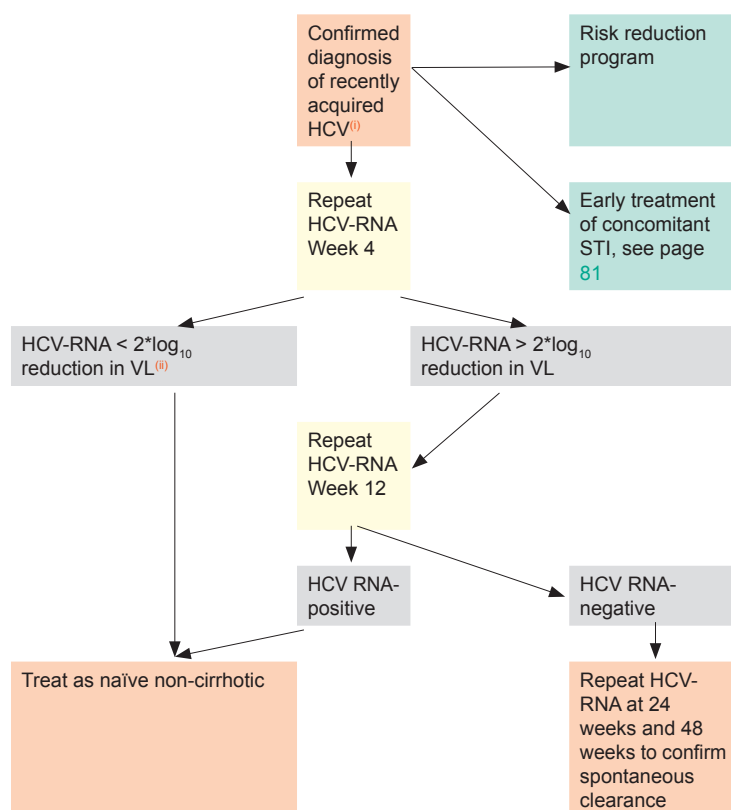 Confirmed
diagnosis
of recently
acquired
HCV(i)
Risk reduction
program
Repeat
HCV-RNA
Week 4
Early treatment
of concomitant
STI, see page
81
HCV-RNA < 2*log10
reduction in VL(ii)
HCV-RNA > 2*log10
reduction in VL
Repeat
HCV-RNA
Week 12
HCV RNA-
positive
HCV RNA-
negative
Treat as naïve non-cirrhotic
Repeat HCV-
RNA at 24
weeks and 48
weeks to confirm
spontaneous
clearance